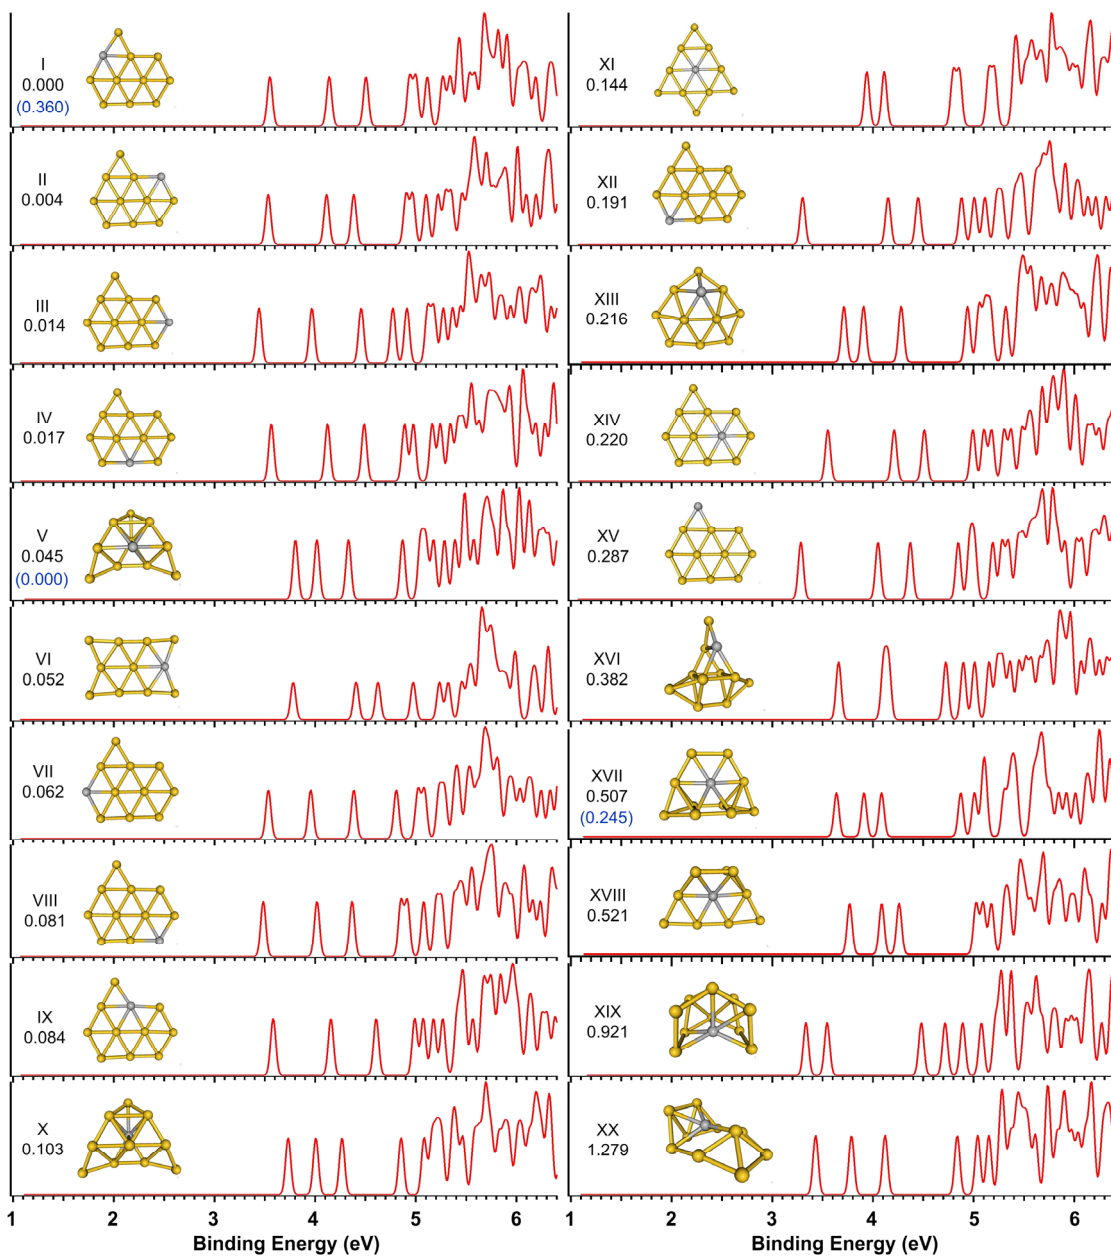 I
0.000
(0.360)
II
0.004
III
0.014
IV
0.017
V
0.045
(0.000)
VI
0.052
VII
0.062
VIII
0.081
IX
0.084
X
0.103
1 2 3 4 5 6
Binding Energy (eV)
XI
0.144
XII
0.191
XIII
0.216
XIV
0.220
XV
0.287
XVI
0.382
XVII
0.507
(0.245)
XVIII
0.521
XIX
0.921
XX
1.279
1 2 3 4 5 6
Binding Energy (eV)